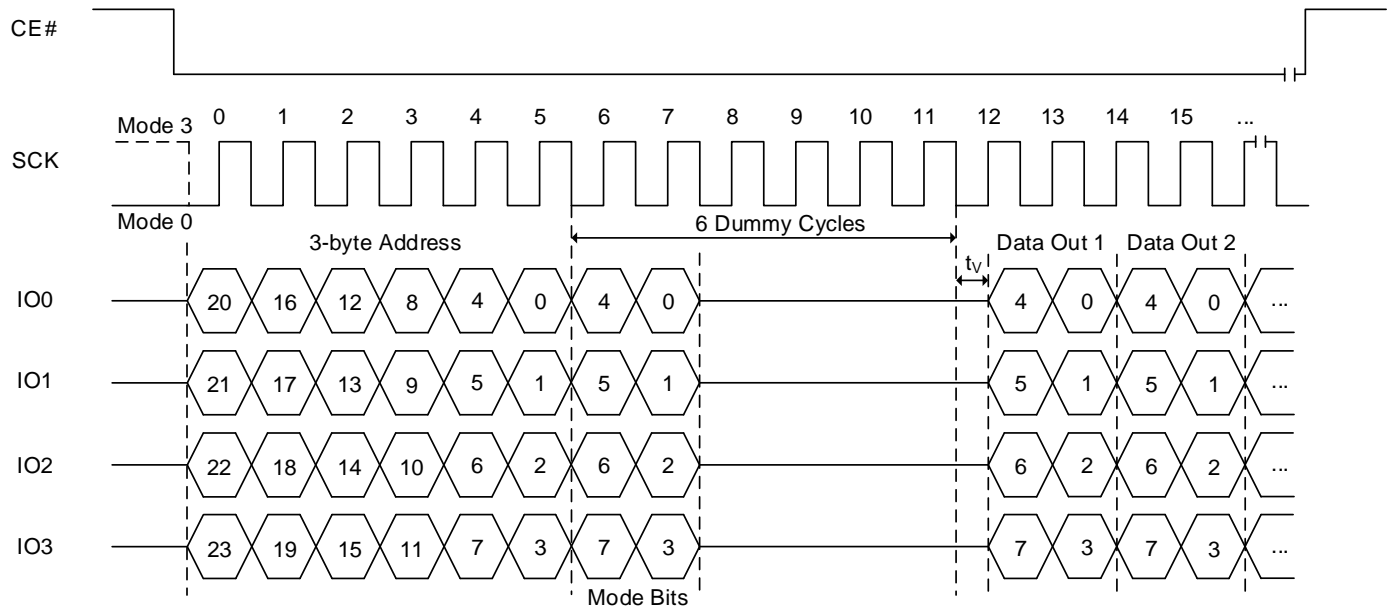 CE#
0 1 2 3 4 5 6 7 8 9 10 11 12 13 14 15 ...
Mode 3
SCK
Mode 0
6 Dummy Cycles
3-byte Address
Data Out 1 Data Out 2
tV
IO0 20 16 12 8 4 0 4 0 4 0 4 0 ...
IO1 21 17 13 9 5 1 5 1 5 1 5 1 ...
IO2 22 18 14 10 6 2 6 2 6 2 6 2 ...
IO3 23 19 15 11 7 3 7 3 7 3 7 3 ...
Mode Bits